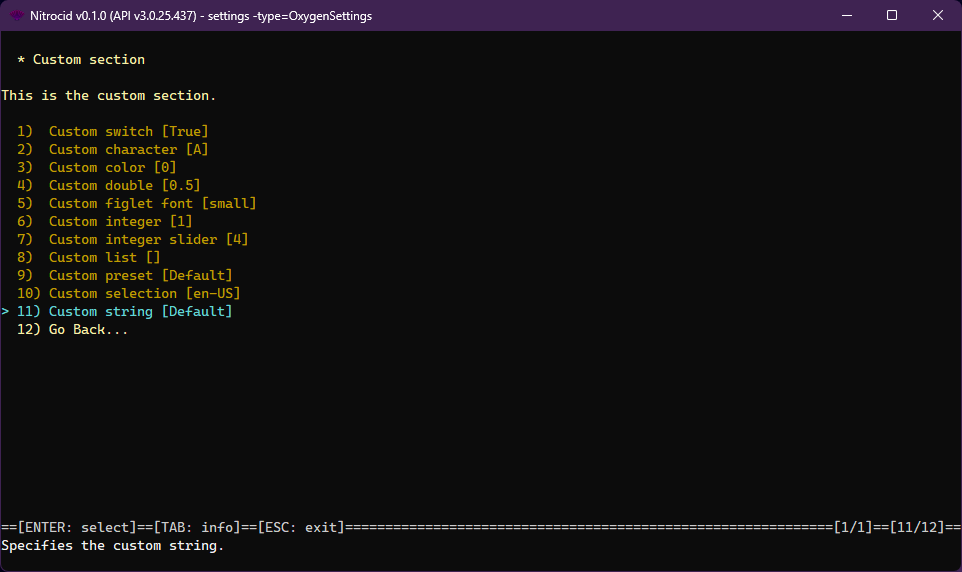 Nitrocid v0.1.0 (API v3.0.25.437) - settings -type=OxygenSettings
* Custom section
This is the custom section.
1) Custom switch [True]
2) Custom character [A]
3) Custom color [0]
4) Custom double [0.5]
5) Custom figlet font [small]
6) Custom integer [1]
7) Custom integer slider [4]
8) Custom list []
9) Custom preset [Default]
10) Custom selection [en-US]
> 11) Custom string [Default]
12) Go Back...
==[ENTER: select]==[TAB: info]==[ESC: exit]=============================================================[1/1]==[11/12]==
Specifies the custom string.